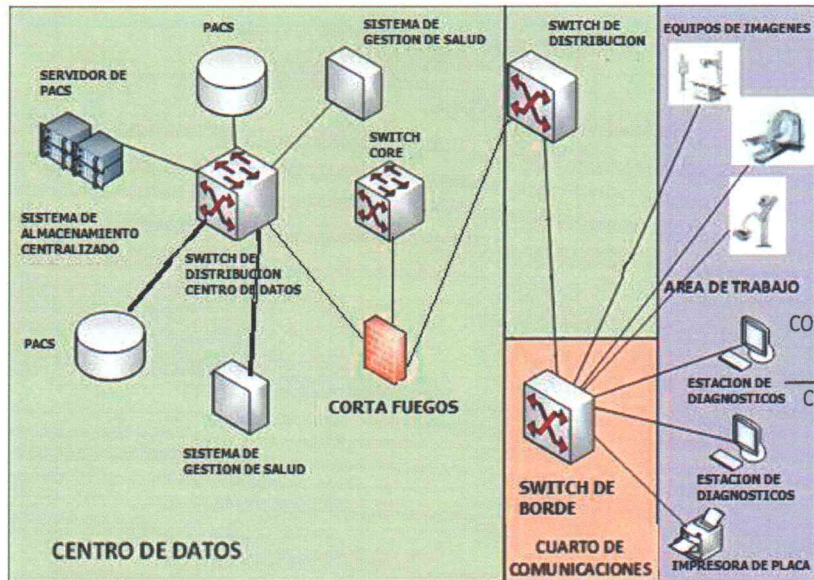 PACS
SISTEMA DE
GESTION DE SALUD
SERVIDOR DE
PACS
SWITCH
CORE
SISTEMA DE
ALMACENAMIENTO
CENTRALIZADO
SWITCH DE
DISTRIBUCION
CENTRO DE DATOS
PACS
CORTA FUEGOS
SISTEMA DE
GESTION DE SALUD
CENTRO DE DATOS
SWITCH DE
DISTRIBUCION
SWITCH DE
BORDE
CUARTO DE
COMUNICACIONES
EQUIPOS DE IMAGENES
AREA DE TRABAJO
CO
ESTACION DE
DIAGNOSTICOS
C
ESTACION DE
DIAGNOSTICOS
IMPRESORA DE PLACA